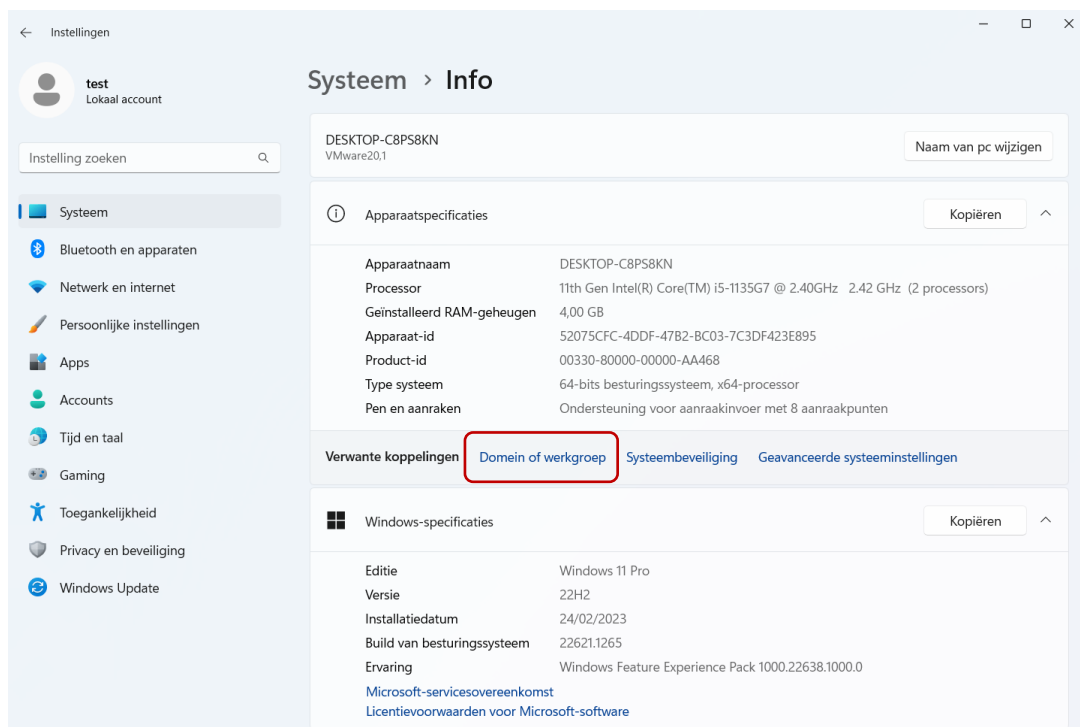 Instellingen
test
Lokaal account
Instelling zoeken
Systeem
Bluetooth en apparaten
Netwerk en internet
Persoonlijke instellingen
Apps
Accounts
Tijd en taal
Gaming
Toegankelijkheid
Privacy en beveiliging
Windows Update
Systeem › Info
DESKTOP-C8PS8KN
VMware20,1
Naam van pc wijzigen
Apparaatspecificaties Kopiëren
Apparaatnaam DESKTOP-C8PS8KN
Processor 11th Gen Intel(R) Core(TM) i5-1135G7 @ 2.40GHz 2.42 GHz (2 processors)
Geïnstalleerd RAM-geheugen 4,00 GB
Apparaat-id 52075CFC-4DDF-47B2-BC03-7C3DF423E895
Product-id 00330-80000-00000-AA468
Type systeem 64-bits besturingssysteem, x64-processor
Pen en aanraken Ondersteuning voor aanraakinvoer met 8 aanraakpunten
Verwante koppelingen Domein of werkgroep Systeembeveiliging Geavanceerde systeeminstellingen
Windows-specificaties Kopiëren
Editie Windows 11 Pro
Versie 22H2
Installatiedatum 24/02/2023
Build van besturingssysteem 22621.1265
Ervaring Windows Feature Experience Pack 1000.22638.1000.0
Microsoft-servicesovereenkomst
Licentievoorwaarden voor Microsoft-software